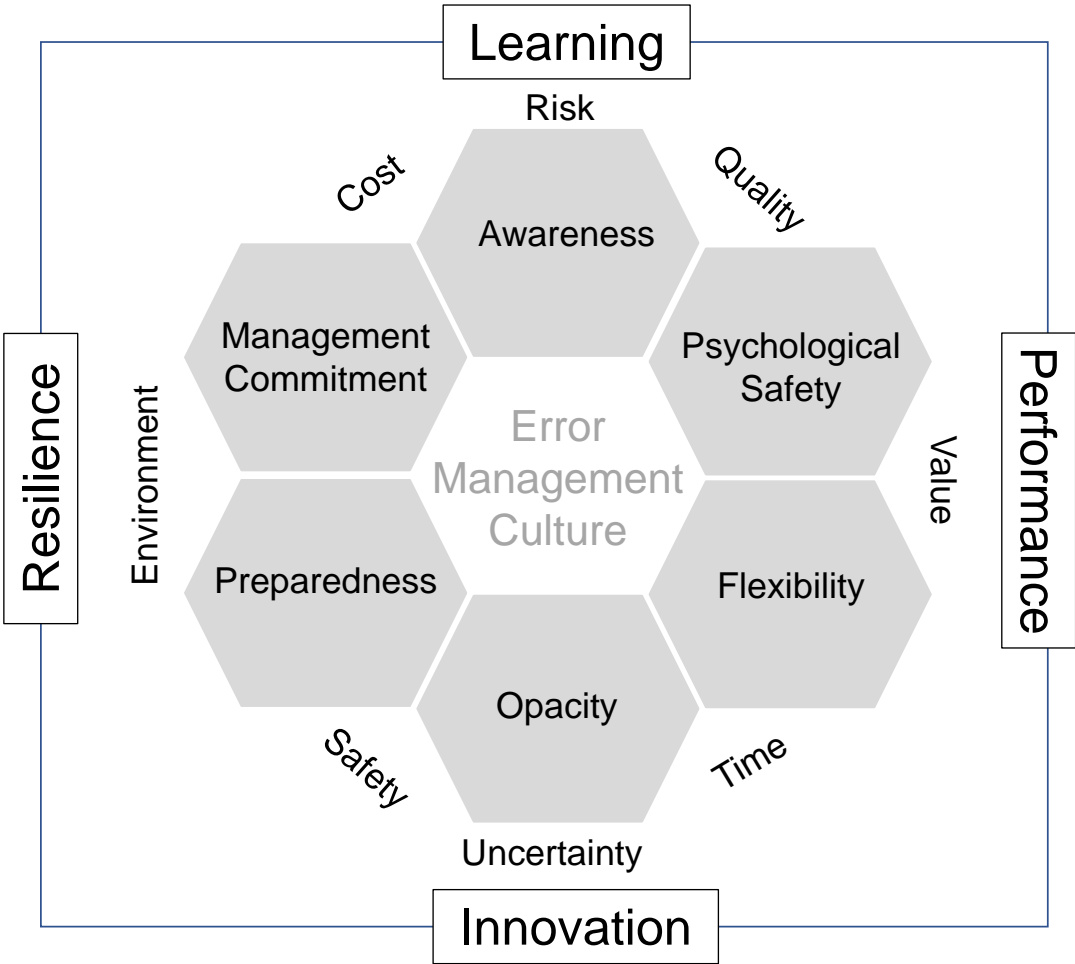 Learning
Risk
Cost
Quality
Awareness
Management
Commitment
Psychological
Safety
Resilience
Environment
Error
Management
Culture
Value
Performance
Preparedness
Flexibility
Opacity
Safety
Time
Uncertainty
Innovation